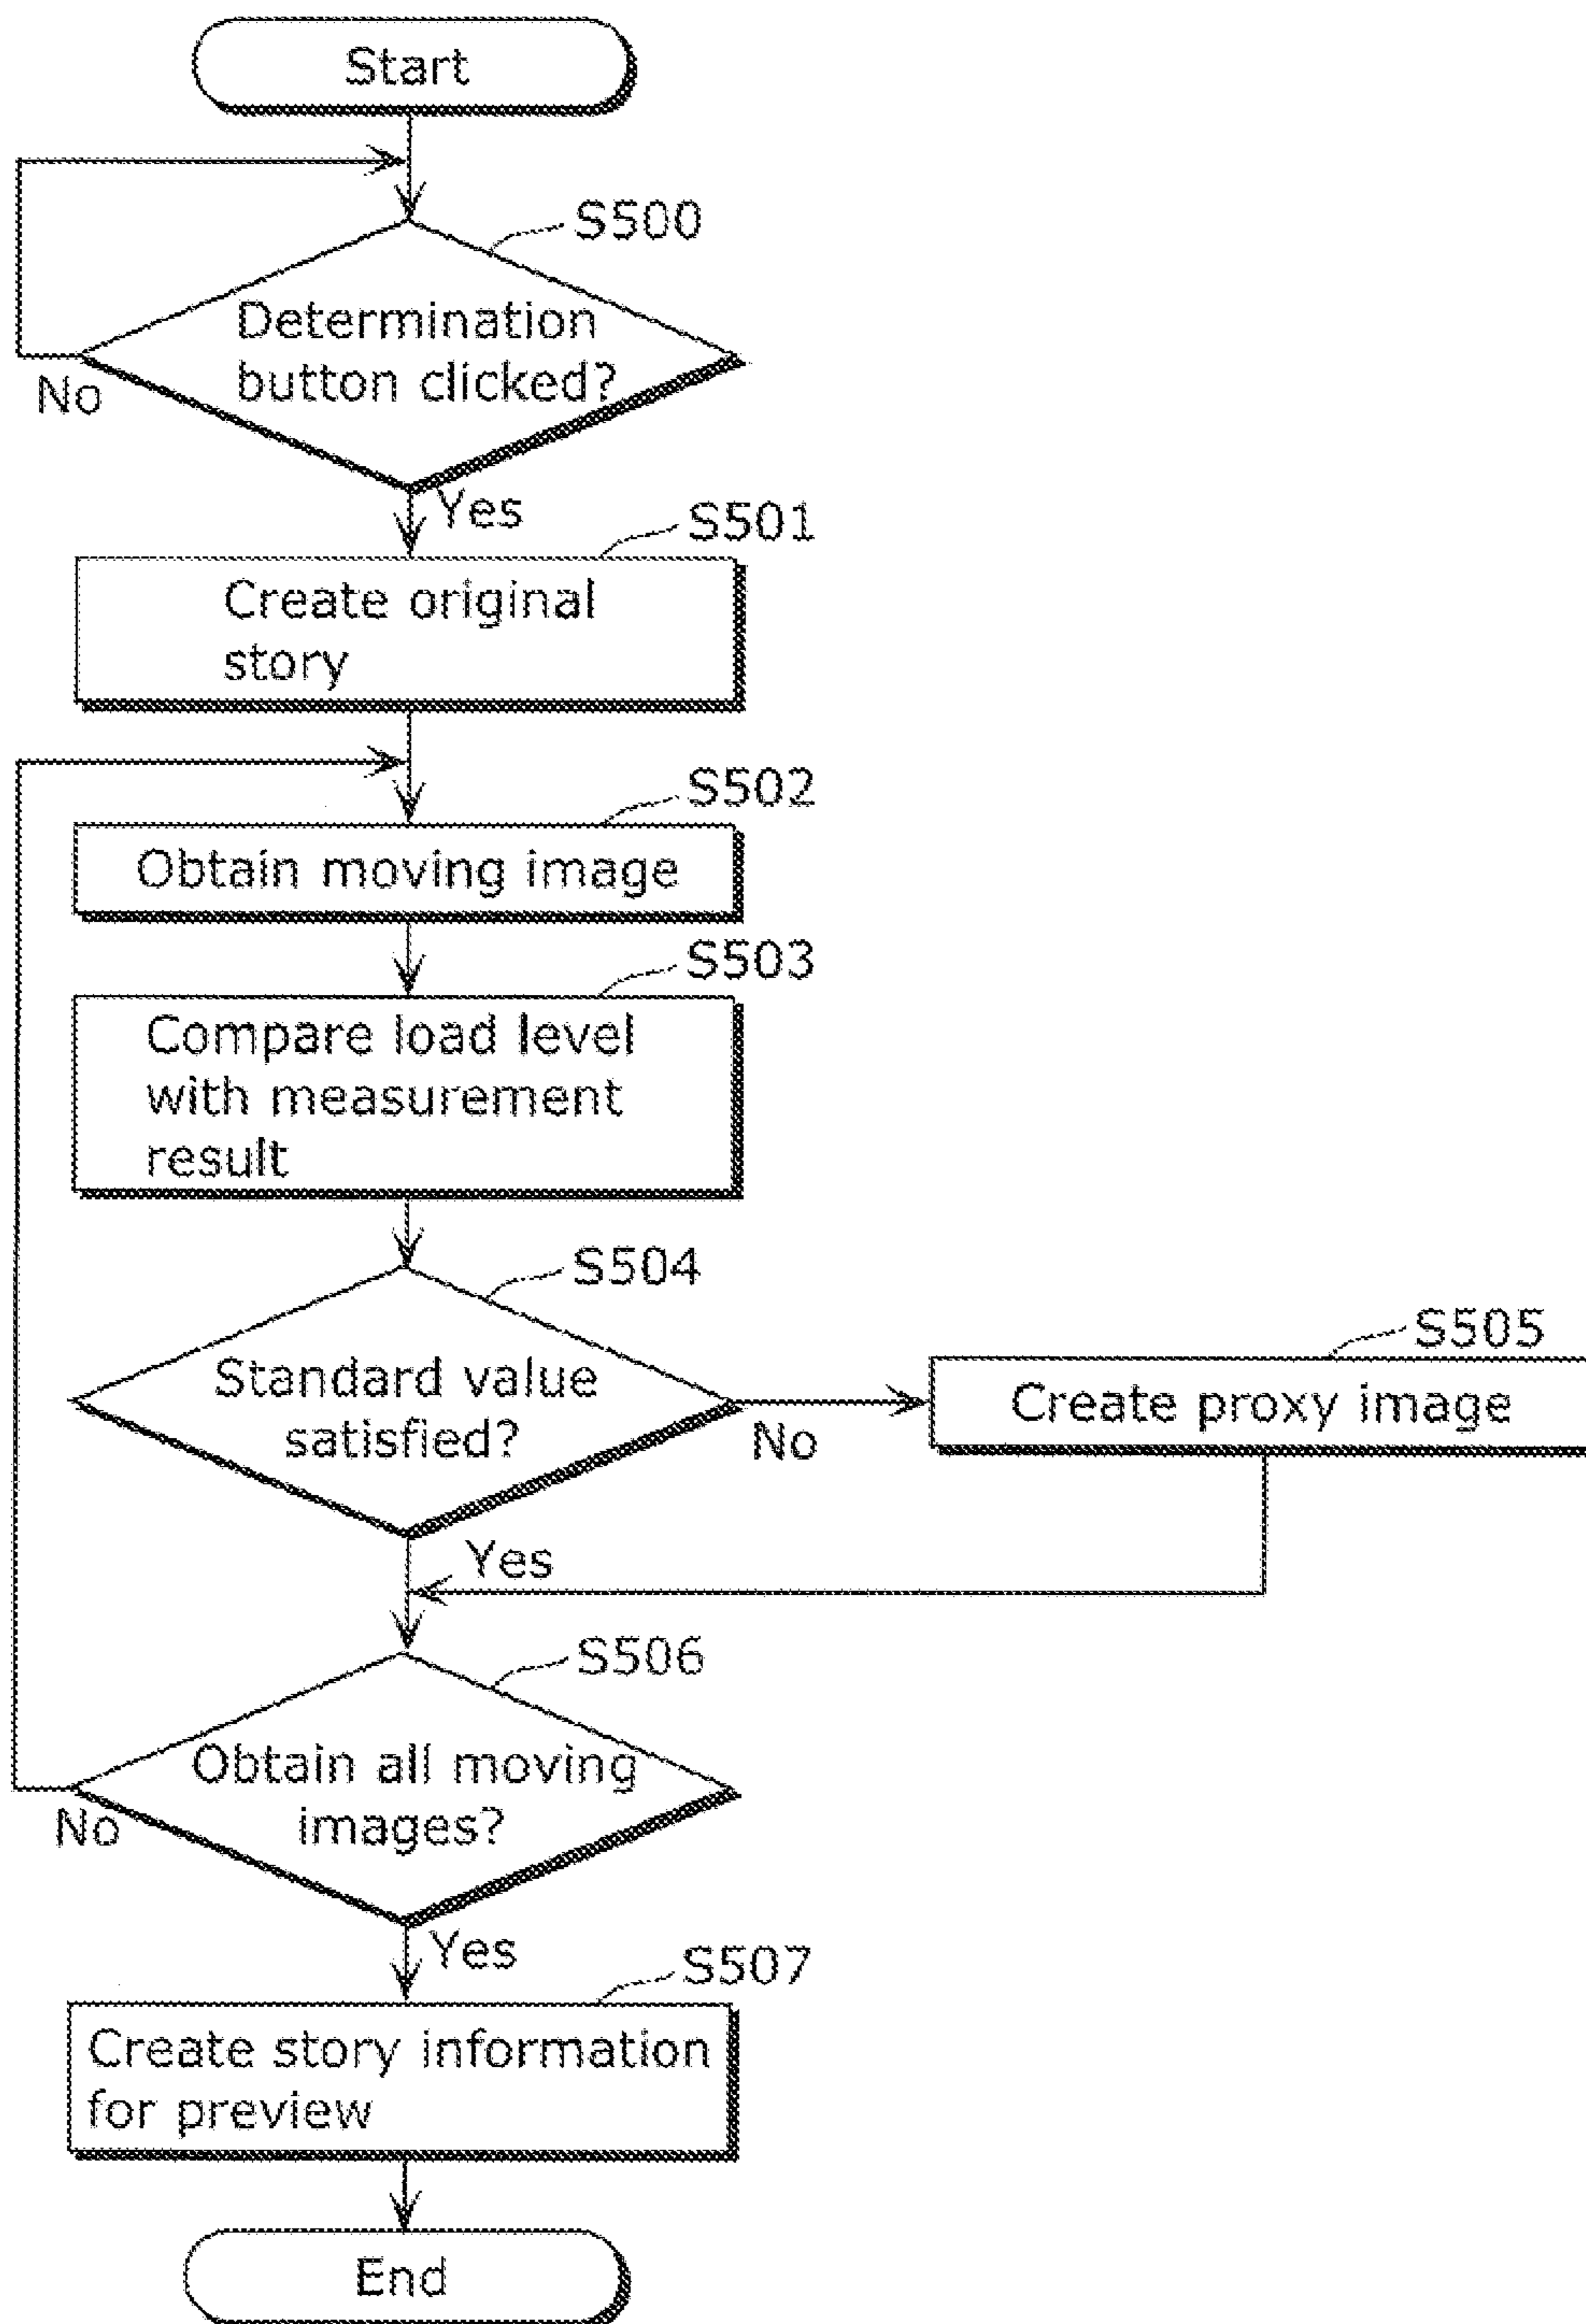 Start
S500
Determination
button clicked?
No
Yes
S501
Create original
story
S502
Obtain moving image
S503
Compare load level
with measurement
result
S504
Standard value
satisfied?
No
S505
Create proxy image
Yes
S506
Obtain all moving
images?
No
Yes
S507
Create story information
for preview
End